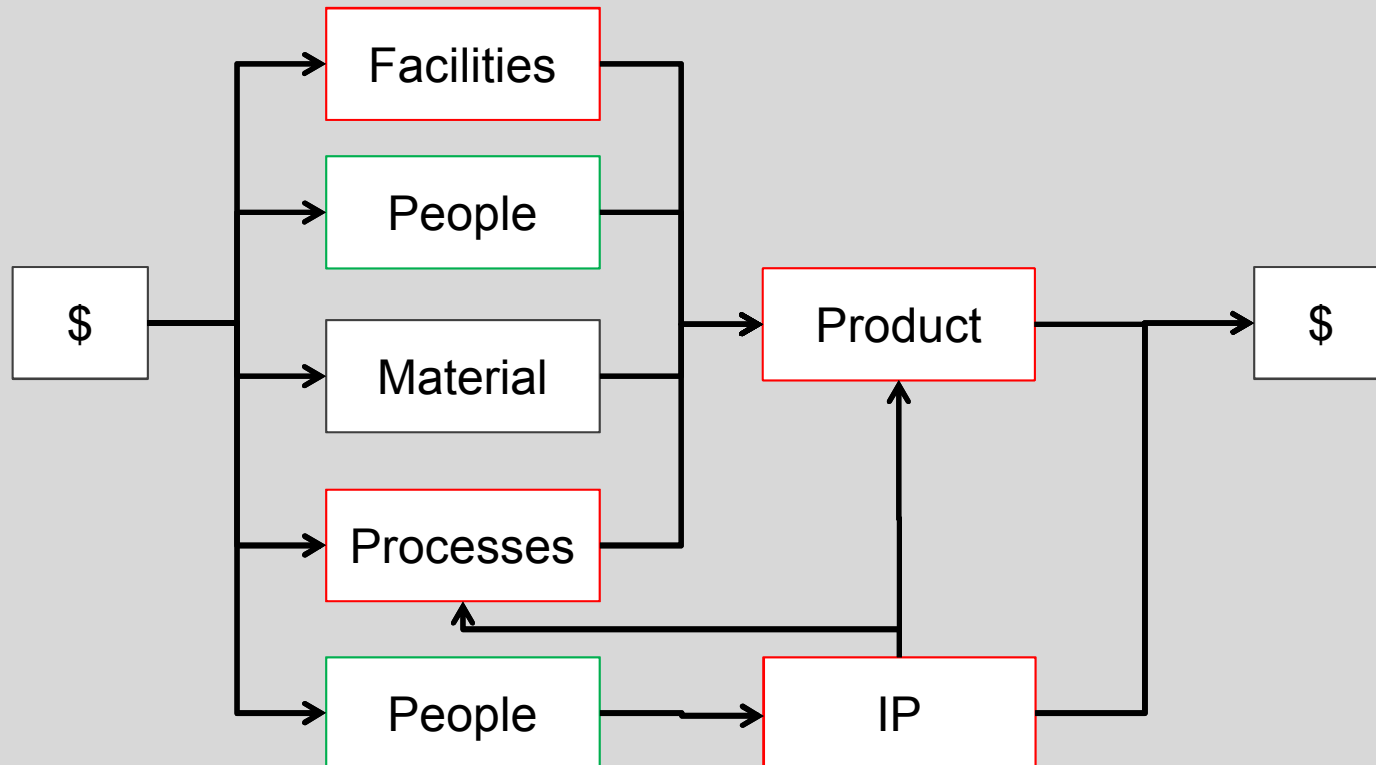 Facilities
People
$
Material
Product
$
Processes
People
IP